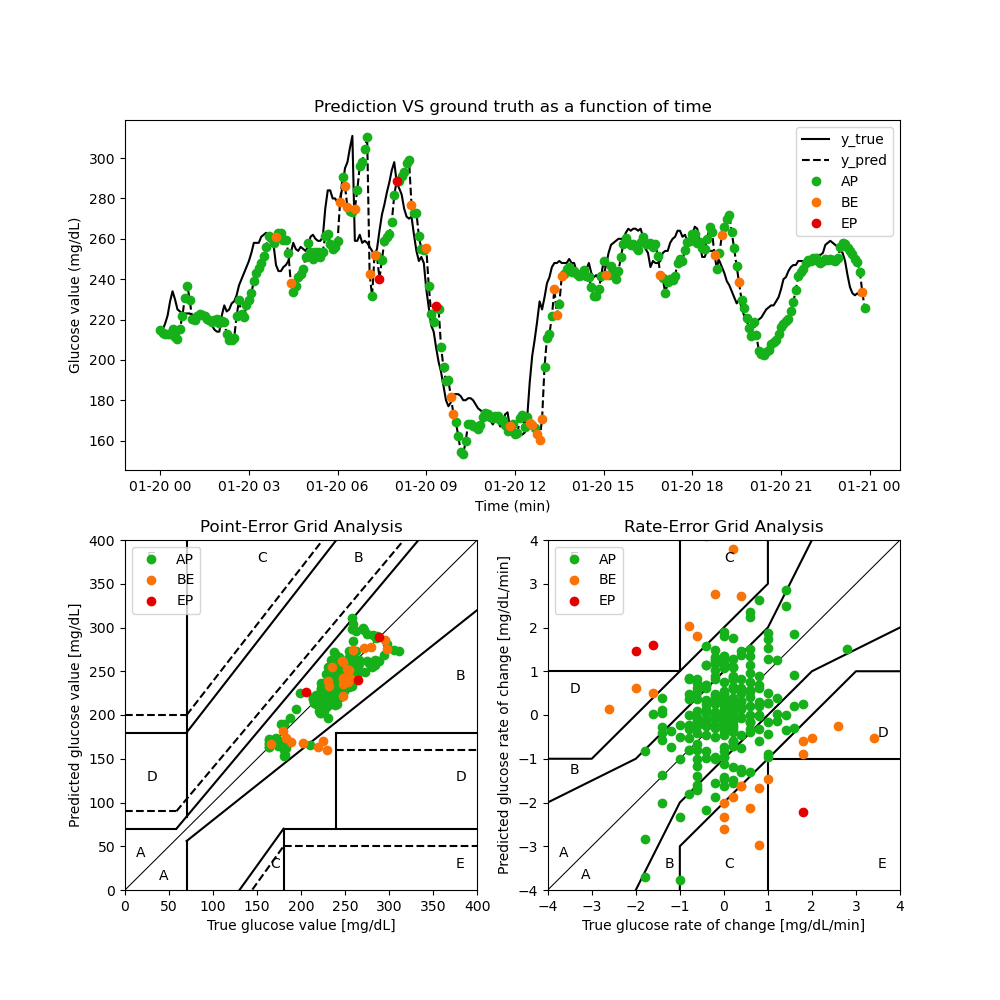 Prediction VS ground truth as a function of time
Glucose value (mg/dL)
300
280
260
240
220
200
180
160
y_true
y_pred
AP
BE
EP
01-20 00 01-20 03 01-20 06 01-20 09 01-20 12 01-20 15 01-20 18 01-20 21 01-21 00
Time (min)
Point-Error Grid Analysis
Predicted glucose value [mg/dL]
400
350
300
250
200
150
100
50
0
AP
BE
EP
C
B
B
D
D
A
A
C
E
0 50 100 150 200 250 300 350 400
True glucose value [mg/dL]
Rate-Error Grid Analysis
Predicted glucose rate of change [mg/dL/min]
4
3
2
1
0
−1
−2
−3
−4
AP
BE
EP
C
D
D
B
A
A
B
C
E
−4 −3 −2 −1 0 1 2 3 4
True glucose rate of change [mg/dL/min]